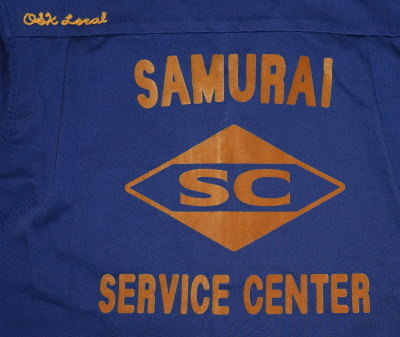 OSK Local
SAMURAI
SC
SERVICE CENTER